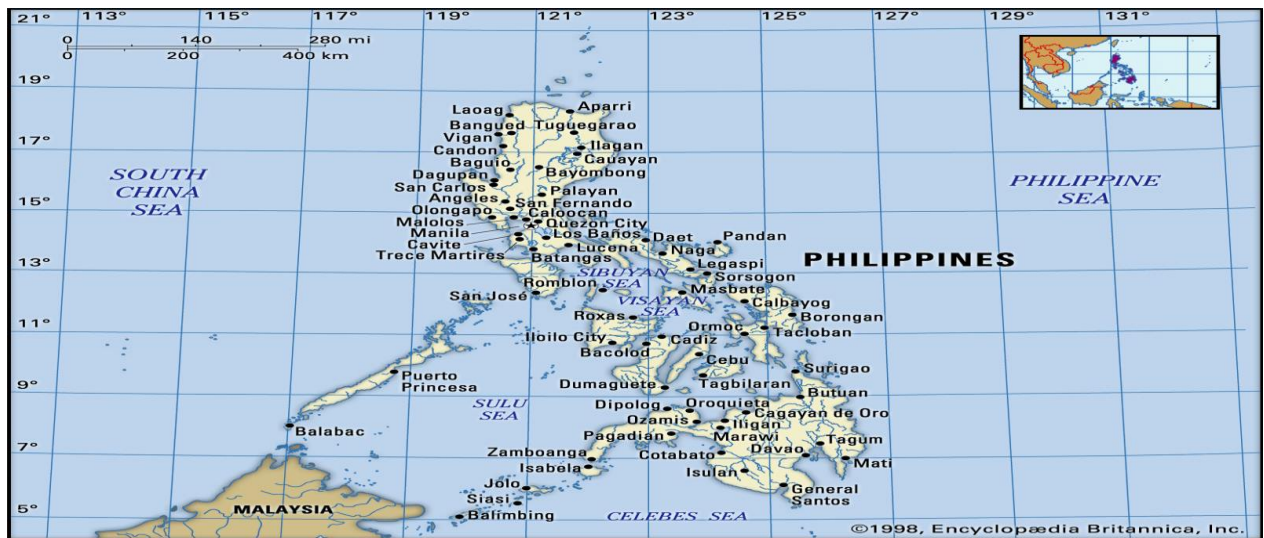 21° 113° 115° 117° 119° 121° 123° 125° 127° 129° 131°
0 140 280 mi
0 200 400 km
19°
Aparri
Laoag
Bangued Tuguegarao
Vigan
17°
Ilagan
Candon
Cauayan
Baguio
Bayombong
Dagupan
SOUTH
CHINA
SEA
PHILIPPINE
SEA
San Carlos
Palayan
Angeles
San Fernando
15°
Olongapo
Caloocan
Malolos
Quezon City
Manila
Los Baños
Daet
Pandan
Cavite
Lucena
Naga
Trece Martires
Batangas
Legaspi
PHILIPPINES
13°
SIBUYAN
SEA
Sorsogon
Romblon
Masbate
San José
VISAYAN
SEA
Calbayog
Roxas
Borongan
11°
Ormoc
Tacloban
Iloilo City
Cadiz
Bacolod
Cebu
Surigao
Puerto
Princesa
9°
Dumaguete
Tagbilaran
Butuan
SULU
SEA
Dipolog
Oroquieta
Cagayan de Oro
Ozamis
Iligan
Balabac
Pagadian
Marawi
Tagum
7°
Zamboanga
Cotabato
Davao
Mati
Isabela
Isulan
Jolo
General
Santos
Siasi
MALAYSIA
5°
Balimbing
CELEBES SEA
©1998, Encyclopædia Britannica, Inc.